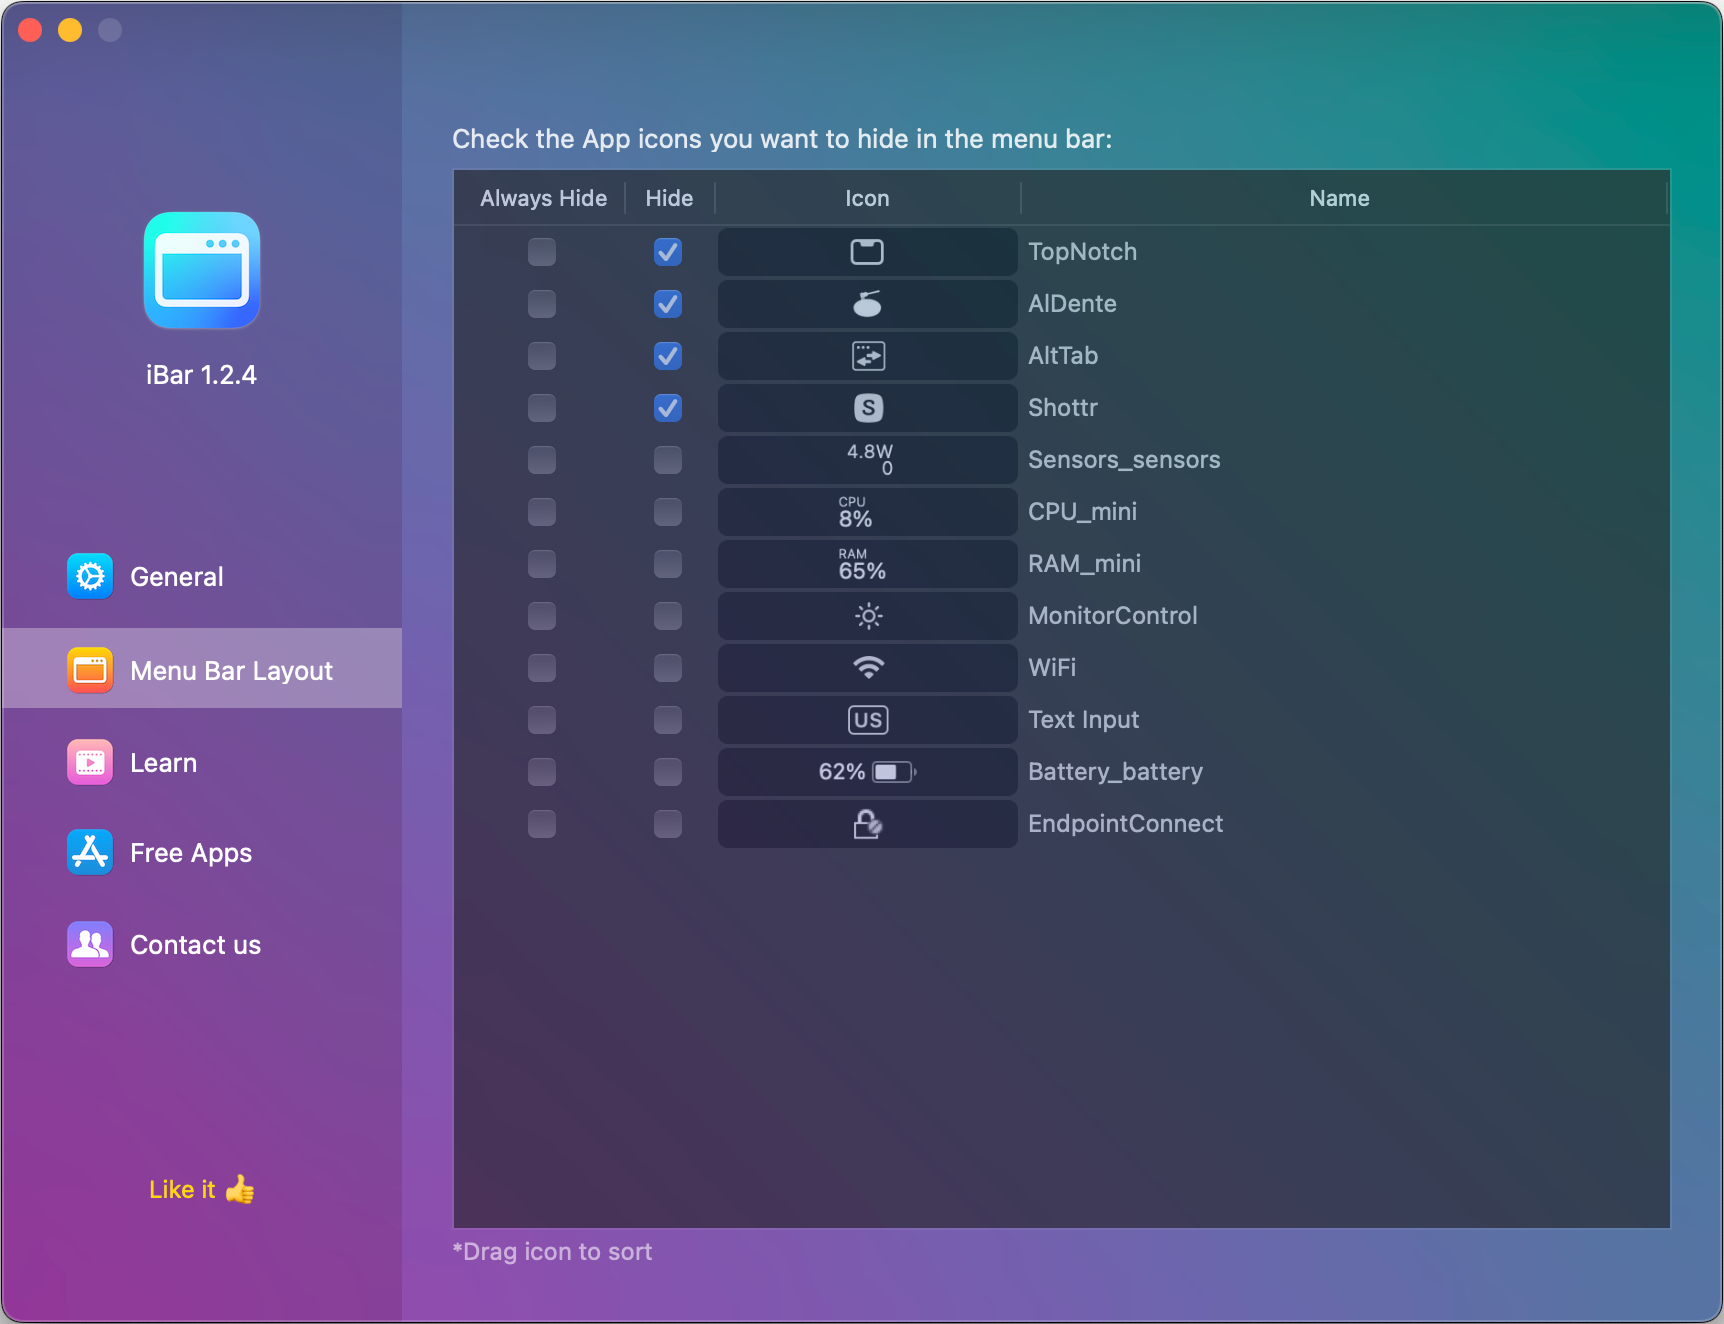 iBar 1.2.4
General
Menu Bar Layout
Learn
Free Apps
Contact us
Like it 👍
Check the App icons you want to hide in the menu bar:
Always Hide Hide Icon Name
TopNotch
AlDente
AltTab
S Shottr
4.8W
0
Sensors_sensors
CPU
8%
CPU_mini
RAM
65%
RAM_mini
MonitorControl
WiFi
US Text Input
62% Battery_battery
EndpointConnect
*Drag icon to sort